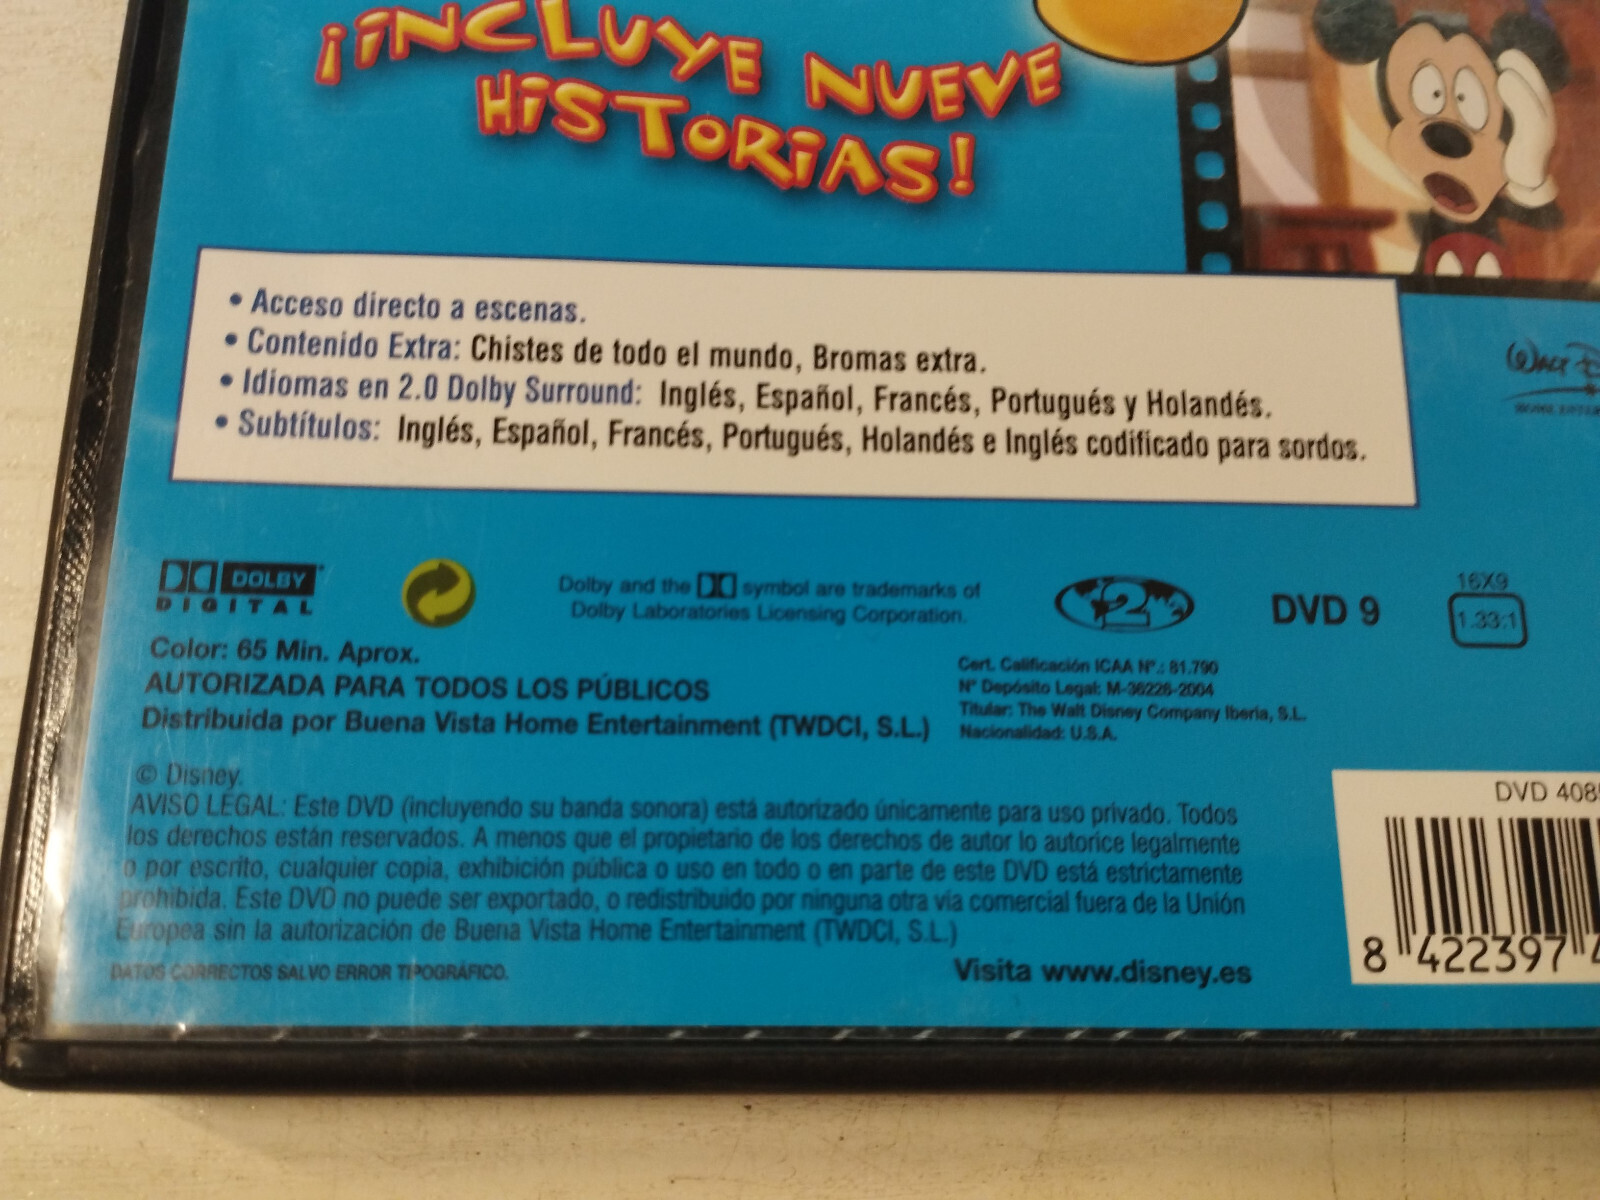 ¡INCLUYE NUEVE
HISTORIAS!
• Acceso directo a escenas.
• Contenido Extra: Chistes de todo el mundo, Bromas extra.
• Idiomas en 2.0 Dolby Surround: Inglés, Español, Francés, Portugués y Holandés.
• Subtítulos: Inglés, Español, Francés, Portugués, Holandés e Inglés codificado para sordos.
WALT
HOME
DOLBY
DIGITAL
Dolby and the symbol are trademarks of
Dolby Laboratories Licensing Corporation.
2
DVD 9
16X9
1.33:1
Color: 65 Min. Aprox.
AUTORIZADA PARA TODOS LOS PÚBLICOS
Distribuida por Buena Vista Home Entertainment (TWDCI, S.L.)
Cert. Calificación ICAA Nº.: 81.790
Nº Depósito Legal: M-36226-2004
Titular: The Walt Disney Company Iberia, S.L.
Nacionalidad: U.S.A.
© Disney.
AVISO LEGAL: Este DVD (incluyendo su banda sonora) está autorizado únicamente para uso privado. Todos
los derechos están reservados. A menos que el propietario de los derechos de autor lo autorice legalmente
o por escrito, cualquier copia, exhibición pública o uso en todo o en parte de este DVD está estrictamente
prohibida. Este DVD no puede ser exportado, o redistribuido por ninguna otra vía comercial fuera de la Unión
Europea sin la autorización de Buena Vista Home Entertainment (TWDCI, S.L.)
DATOS CORRECTOS SALVO ERROR TIPOGRÁFICO.
Visita www.disney.es
DVD 408
8 422397